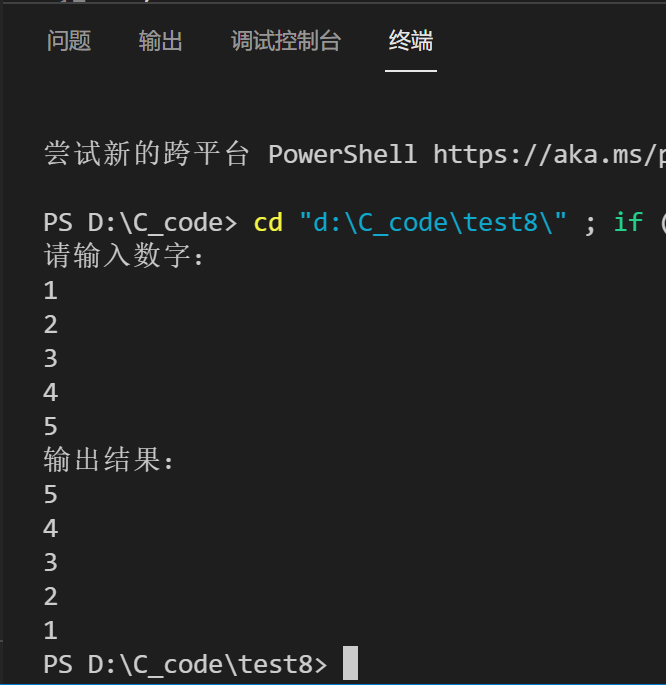 问题 输出 调试控制台 终端
尝试新的跨平台 PowerShell https://aka.ms/p
PS D:\C_code> cd "d:\C_code\test8\" ; if (
请输入数字:
1
2
3
4
5
输出结果:
5
4
3
2
1
PS D:\C_code\test8>